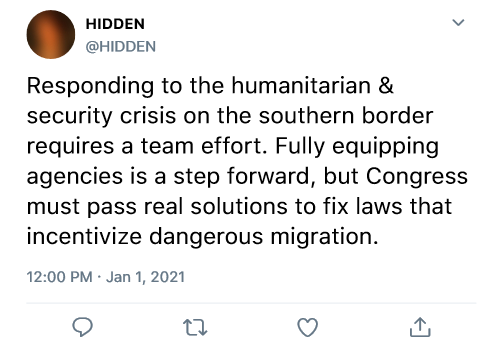 HIDDEN
@HIDDEN
Responding to the humanitarian &
security crisis on the southern border
requires a team effort. Fully equipping
agencies is a step forward, but Congress
must pass real solutions to fix laws that
incentivize dangerous migration.
12:00 PM · Jan 1, 2021